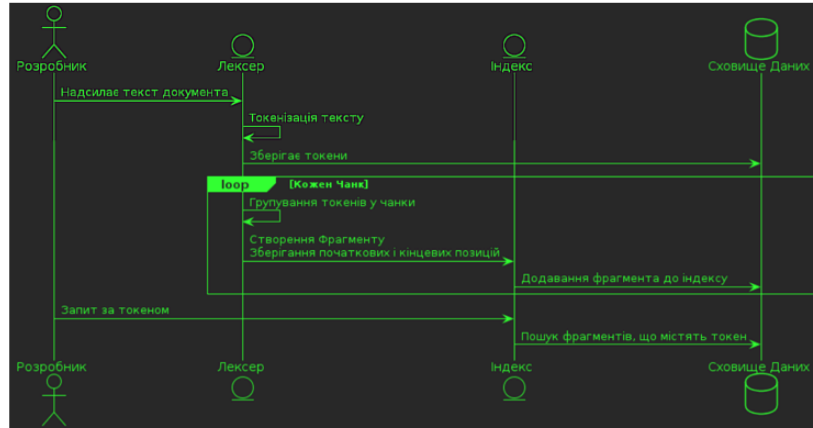 Розробник
Лексер
Індекс
Сховище Даних
Надсилає текст документа
Токенізація тексту
Зберігає токени
loop [Кожен Чанк]
Групування токенів у чанки
Створення Фрагменту
Зберігання початкових і кінцевих позицій
Додавання фрагмента до індексу
Запит за токеном
Пошук фрагментів, що містять токен
Розробник
Лексер
Індекс
Сховище Даних